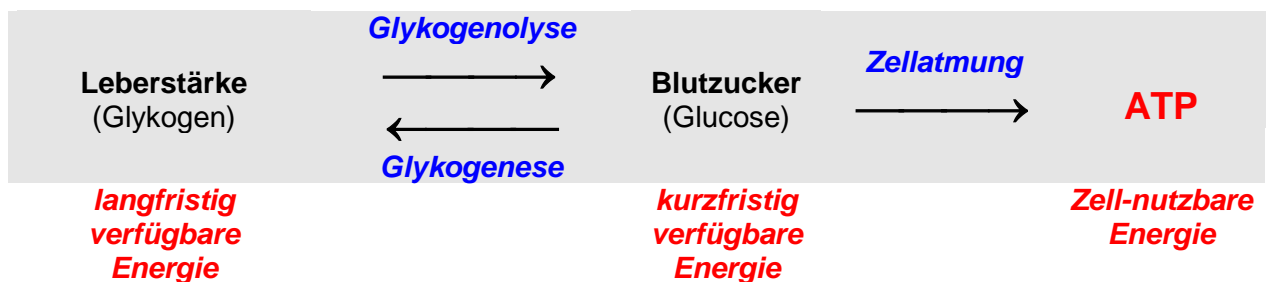 Glykogenolyse
Leberstärke
(Glykogen)
Blutzucker
(Glucose)
Zellatmung
ATP
Glykogenese
langfristig
verfügbare
Energie
kurzfristig
verfügbare
Energie
Zell-nutzbare
Energie